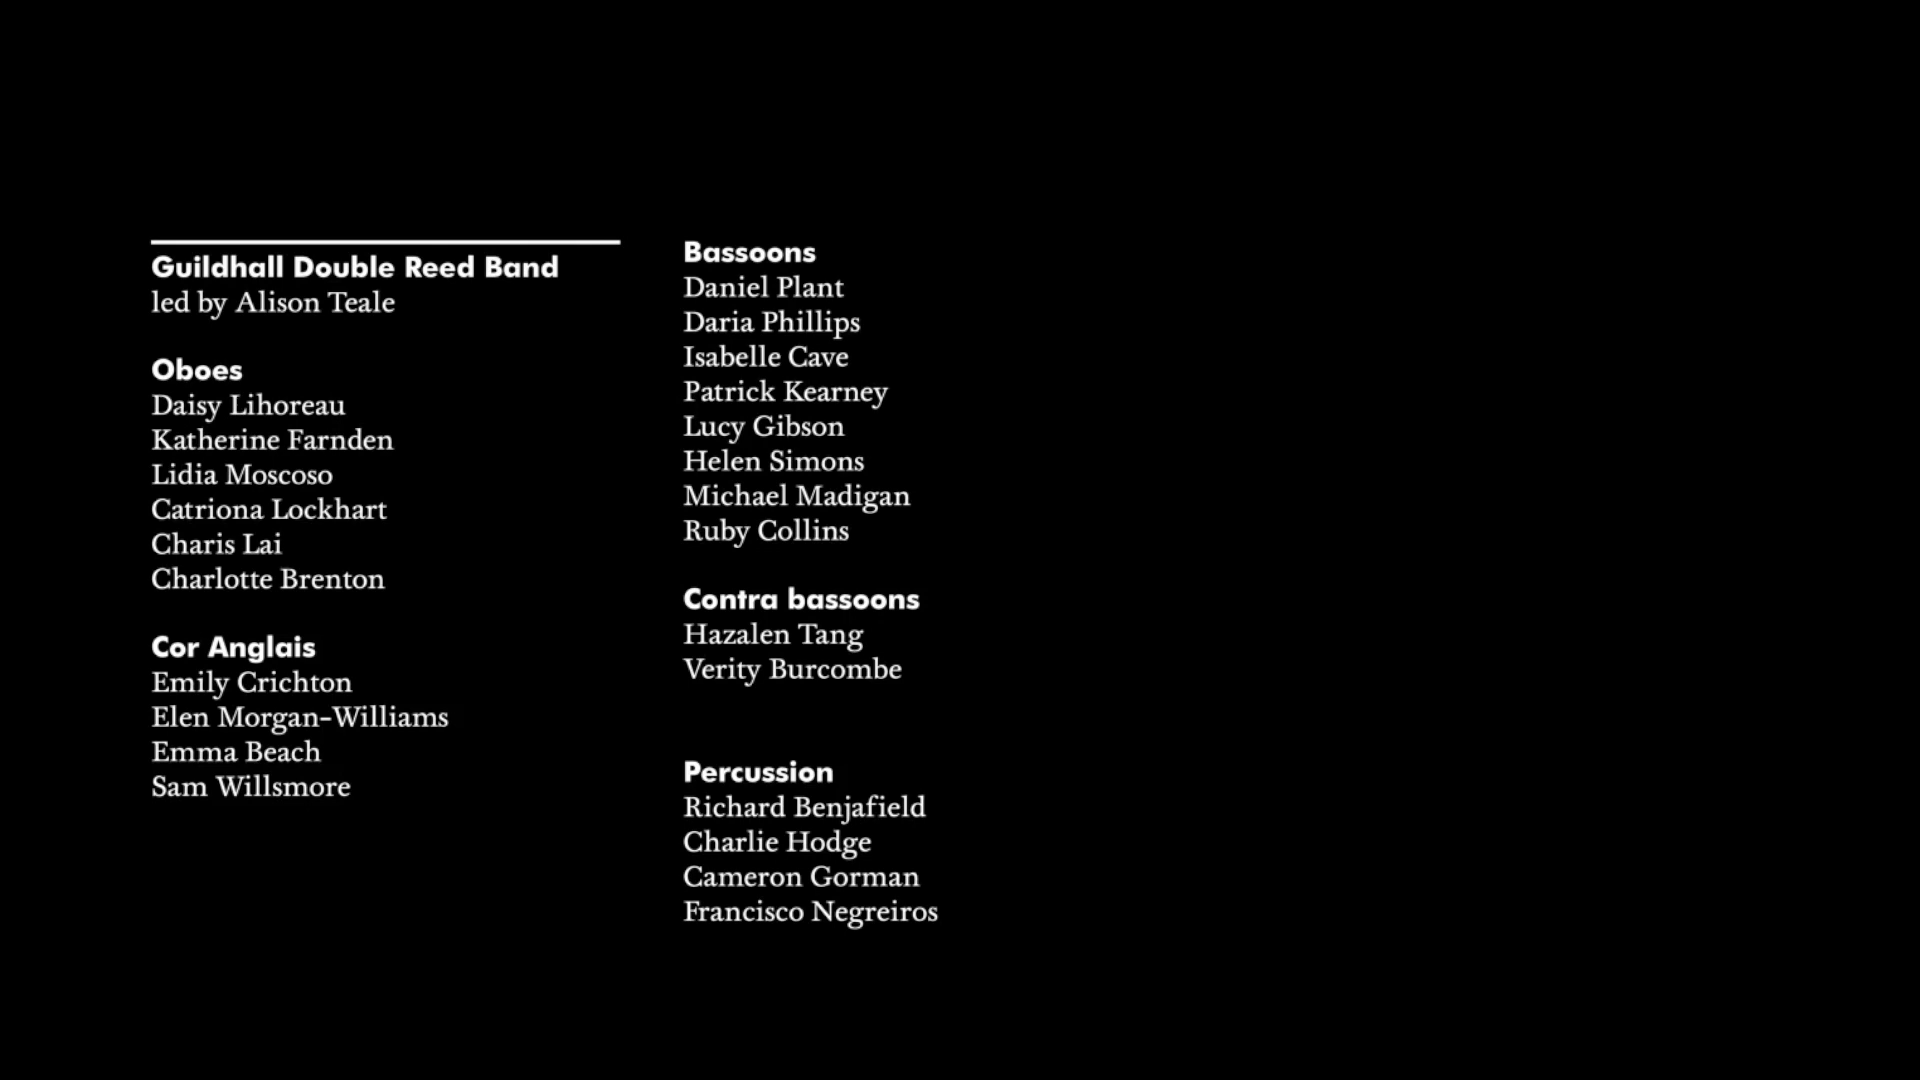 Guildhall Double Reed Band
led by Alison Teale
Oboes
Daisy Lihoreau
Katherine Farnden
Lidia Moscoso
Catriona Lockhart
Charis Lai
Charlotte Brenton
Cor Anglais
Emily Crichton
Elen Morgan-Williams
Emma Beach
Sam Willsmore
Bassoons
Daniel Plant
Daria Phillips
Isabelle Cave
Patrick Kearney
Lucy Gibson
Helen Simons
Michael Madigan
Ruby Collins
Contra bassoons
Hazalen Tang
Verity Burcombe
Percussion
Richard Benjafield
Charlie Hodge
Cameron Gorman
Francisco Negreiros